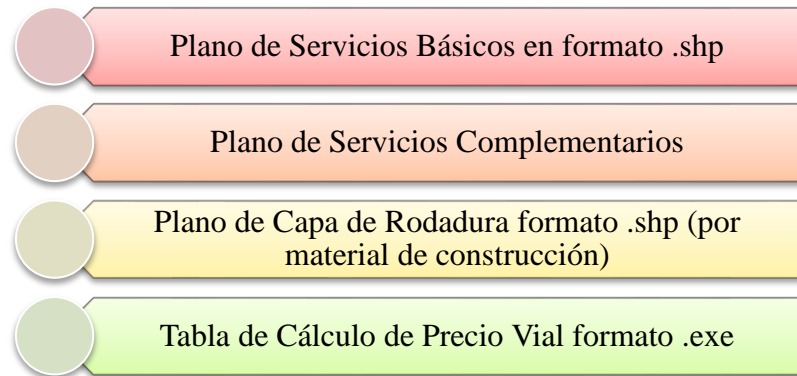 Plano de Servicios Básicos en formato .shp
Plano de Servicios Complementarios
Plano de Capa de Rodadura formato .shp (por
material de construcción)
Tabla de Cálculo de Precio Vial formato .exe